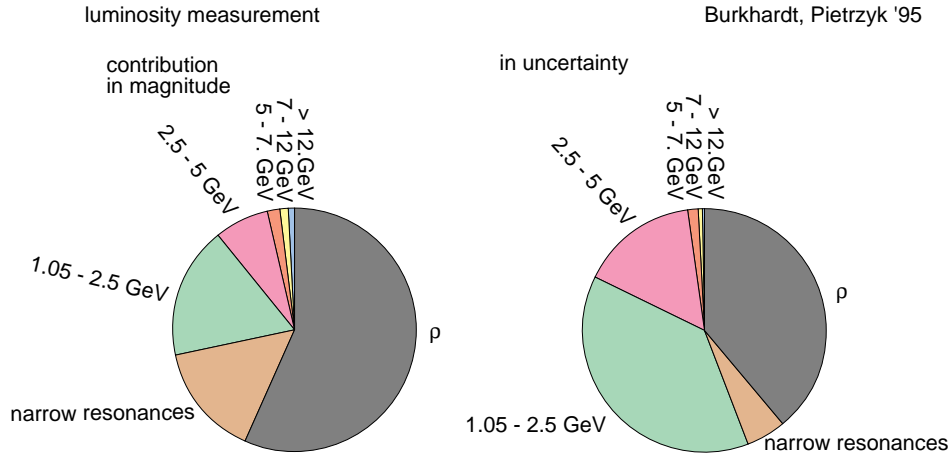 luminosity measurement
Burkhardt, Pietrzyk '95
contribution
in magnitude
> 12.GeV
7 - 12 GeV
5 - 7. GeV
2.5 - 5 GeV
1.05 - 2.5 GeV
narrow resonances
ρ
in uncertainty
> 12.GeV
7 - 12 GeV
5 - 7. GeV
2.5 - 5 GeV
1.05 - 2.5 GeV
narrow resonances
ρ